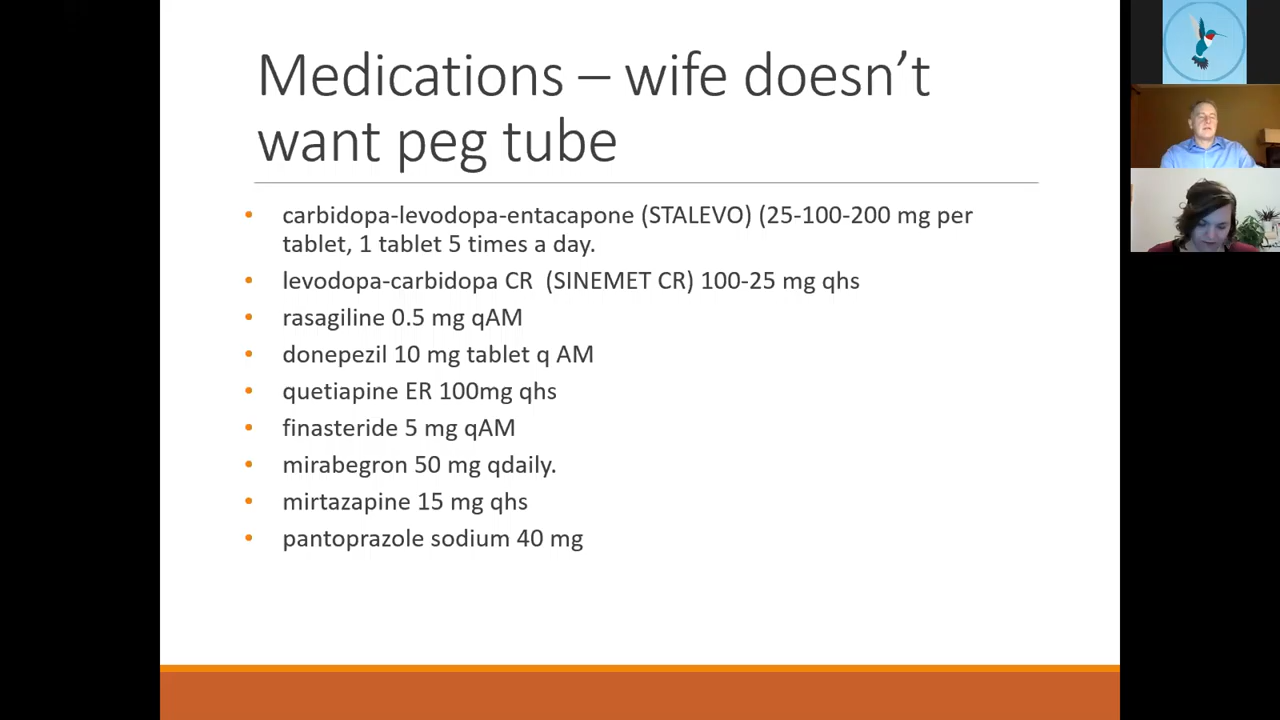 Medications – wife doesn’t
want peg tube
• carbidopa-levodopa-entacapone (STALEVO) (25-100-200 mg per
tablet, 1 tablet 5 times a day.
• levodopa-carbidopa CR  (SINEMET CR) 100-25 mg qhs
• rasagiline 0.5 mg qAM
• donepezil 10 mg tablet q AM
• quetiapine ER 100mg qhs
• finasteride 5 mg qAM
• mirabegron 50 mg qdaily.
• mirtazapine 15 mg qhs
• pantoprazole sodium 40 mg